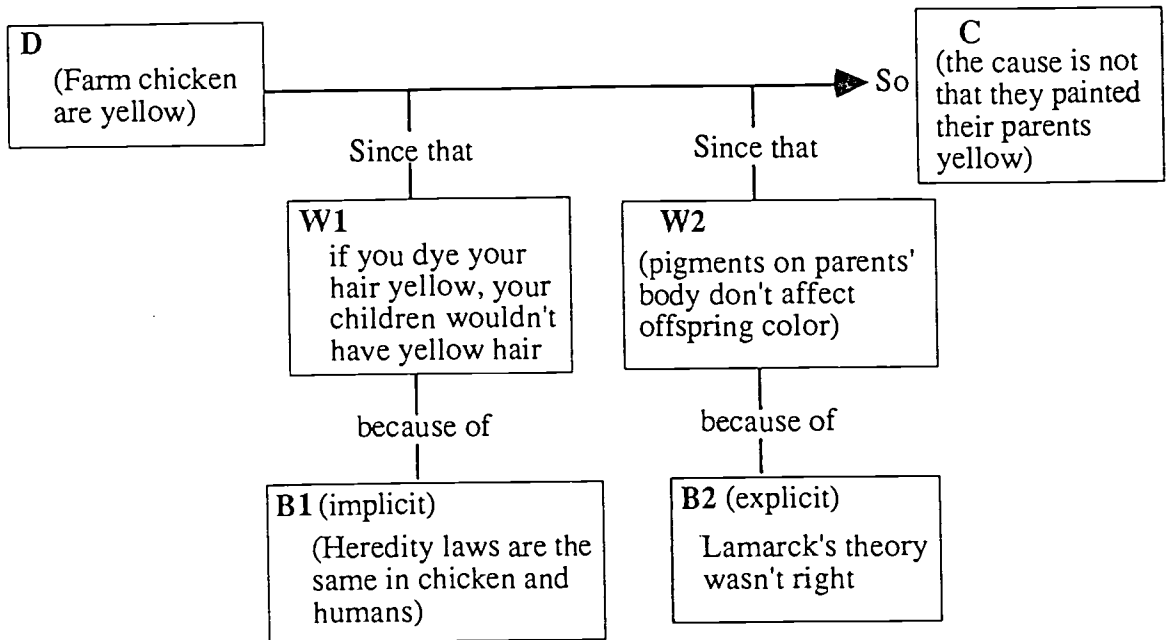 D
(Farm chicken
are yellow)
So
C
(the cause is not
that they painted
their parents
yellow)
Since that
Since that
W1
if you dye your
hair yellow, your
children wouldn't
have yellow hair
W2
(pigments on parents'
body don't affect
offspring color)
because of
because of
B1 (implicit)
(Heredity laws are the
same in chicken and
humans)
B2 (explicit)
Lamarck's theory
wasn't right